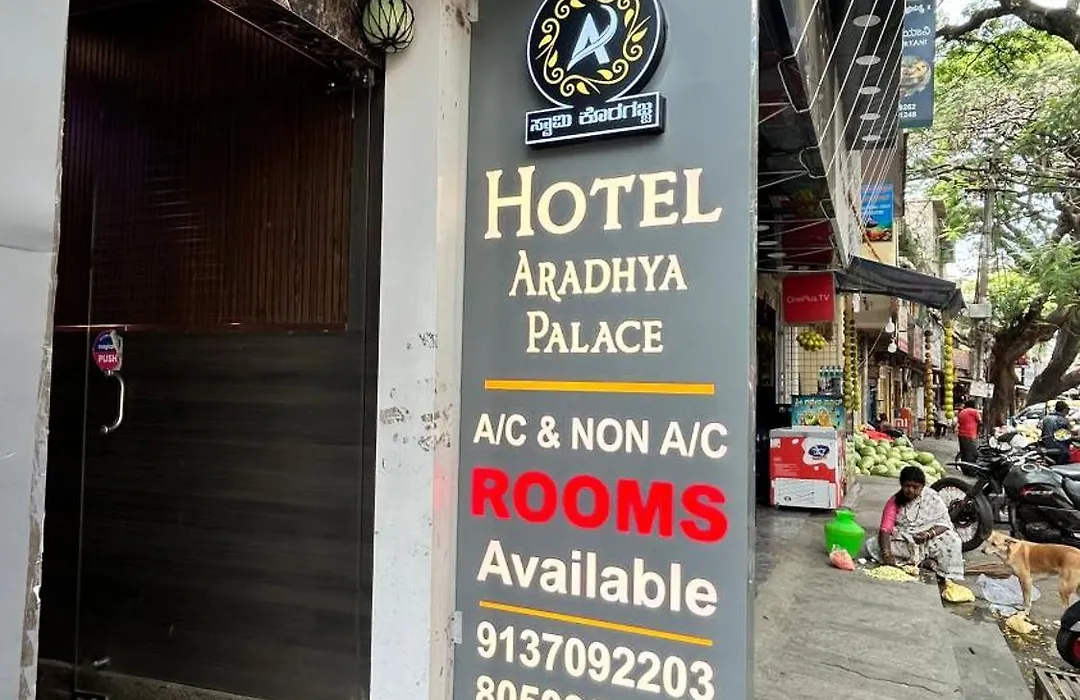 ಸ್ವಾಮಿ ಕೊರಗಜ್ಜ
HOTEL
ARADHYA
PALACE
A/C & NON A/C
ROOMS
Available
9137092203
PUSH
CinePlus.TV